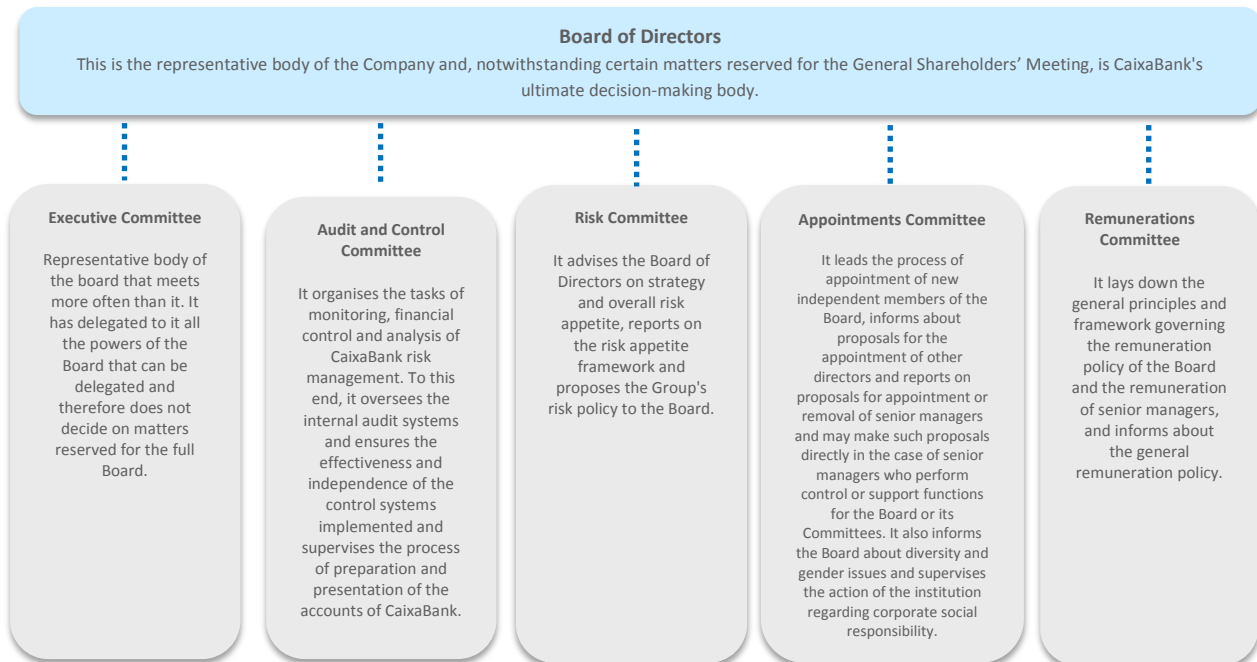 Board of Directors
This is the representative body of the Company and, notwithstanding certain matters reserved for the General Shareholders’ Meeting, is CaixaBank's
ultimate decision-making body.
Executive Committee
Representative body of
the board that meets
more often than it. It
has delegated to it all
the powers of the
Board that can be
delegated and
therefore does not
decide on matters
reserved for the full
Board.
Audit and Control
Committee
It organises the tasks of
monitoring, financial
control and analysis of
CaixaBank risk
management. To this
end, it oversees the
internal audit systems
and ensures the
effectiveness and
independence of the
control systems
implemented and
supervises the process
of preparation and
presentation of the
accounts of CaixaBank.
Risk Committee
It advises the Board of
Directors on strategy
and overall risk
appetite, reports on
the risk appetite
framework and
proposes the Group's
risk policy to the Board.
Appointments Committee
It leads the process of
appointment of new
independent members of the
Board, informs about
proposals for the
appointment of other
directors and reports on
proposals for appointment or
removal of senior managers
and may make such proposals
directly in the case of senior
managers who perform
control or support functions
for the Board or its
Committees. It also informs
the Board about diversity and
gender issues and supervises
the action of the institution
regarding corporate social
responsibility.
Remunerations
Committee
It lays down the
general principles and
framework governing
the remuneration
policy of the Board
and the remuneration
of senior managers,
and informs about
the general
remuneration policy.